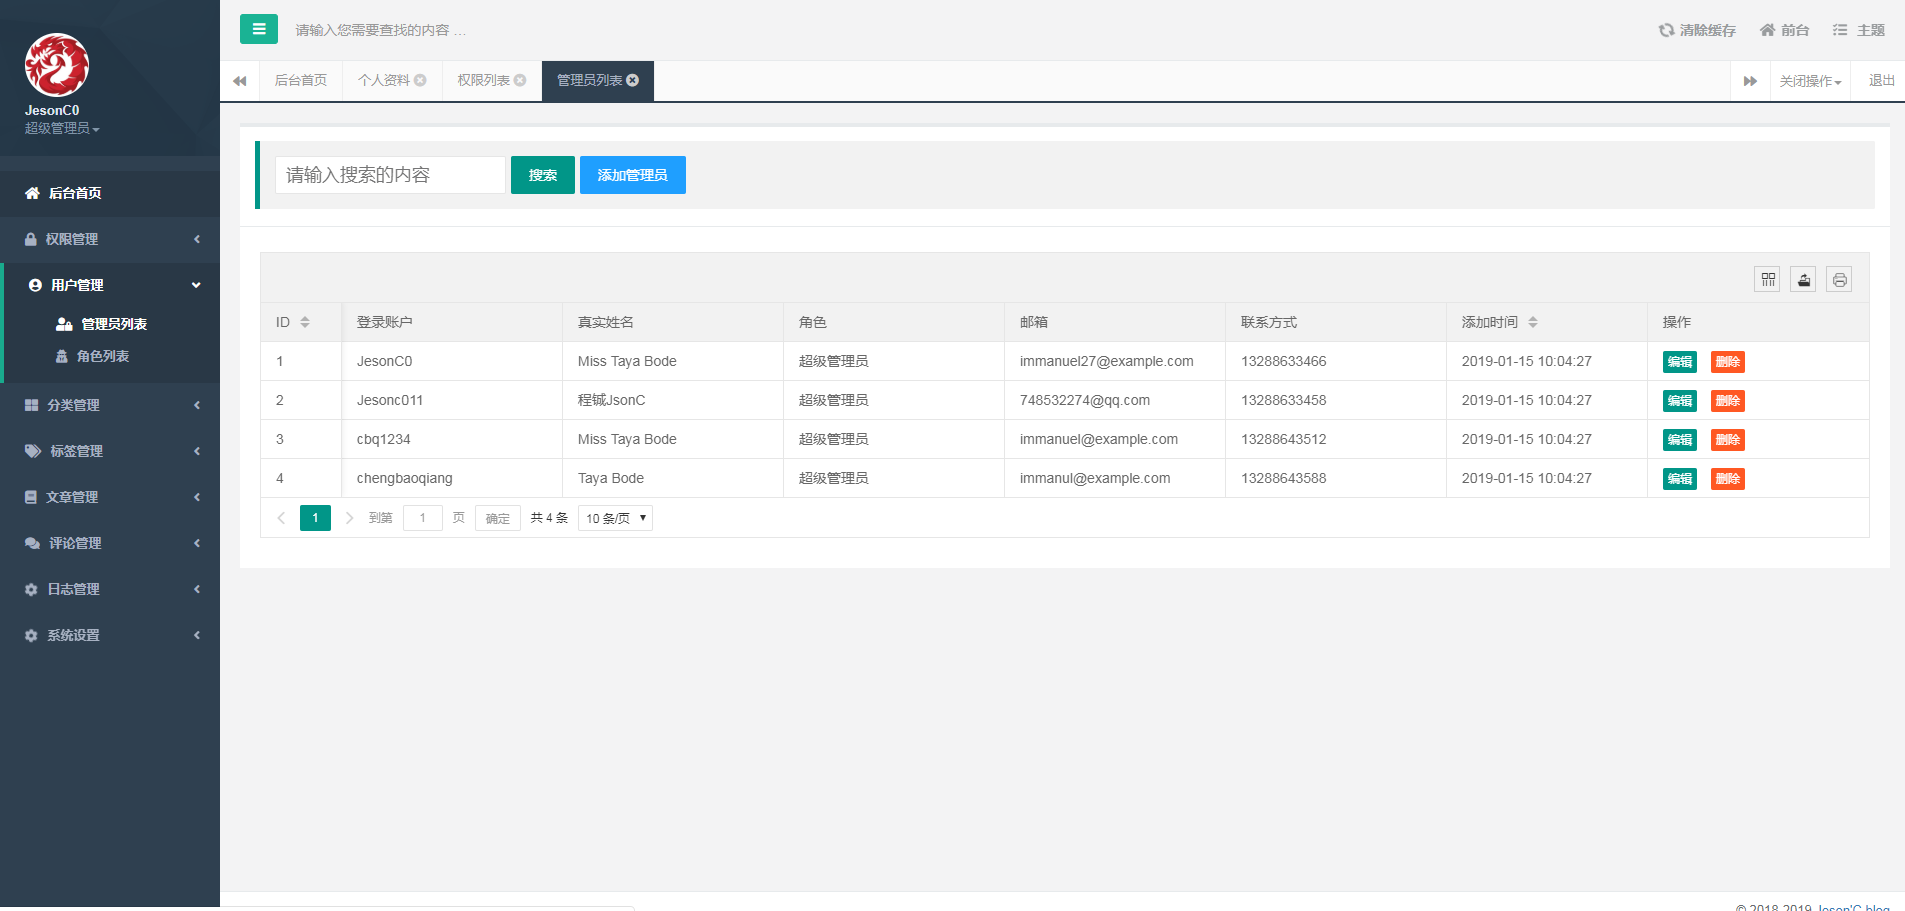 JesonC0
超级管理员
后台首页
权限管理
用户管理
管理员列表
角色列表
分类管理
标签管理
文章管理
评论管理
日志管理
系统设置
请输入您需要查找的内容 …
清除缓存 前台 主题
后台首页 个人资料 权限列表 管理员列表 关闭操作 退出
请输入搜索的内容 搜索 添加管理员
ID 登录账户 真实姓名 角色 邮箱 联系方式 添加时间 操作
1 JesonC0 Miss Taya Bode 超级管理员 immanuel27@example.com 13288633466 2019-01-15 10:04:27 编辑 删除
2 Jesonc011 程铖JsonC 超级管理员 748532274@qq.com 13288633458 2019-01-15 10:04:27 编辑 删除
3 cbq1234 Miss Taya Bode 超级管理员 immanuel@example.com 13288643512 2019-01-15 10:04:27 编辑 删除
4 chengbaoqiang Taya Bode 超级管理员 immanul@example.com 13288643588 2019-01-15 10:04:27 编辑 删除
1 到第 1 页 确定 共 4 条 10 条/页
© 2018-2019 Jeson'C blog